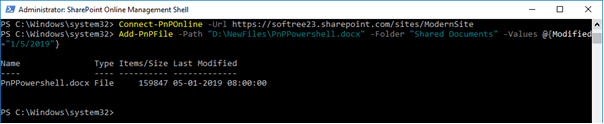 Administrator: SharePoint Online Management Shell
PS C:\Windows\system32> Connect-PnPOnline -Url https://softree23.sharepoint.com/sites/ModernSite
PS C:\Windows\system32> Add-PnPFile -Path "D:\NewFiles\PnPPowershell.docx" -Folder "Shared Documents" -Values @{Modified
="1/5/2019"}
Name Type Items/Size Last Modified
---- ---- ---------- -------------
PnPPowershell.docx File 159847 05-01-2019 08:00:00
PS C:\Windows\system32>